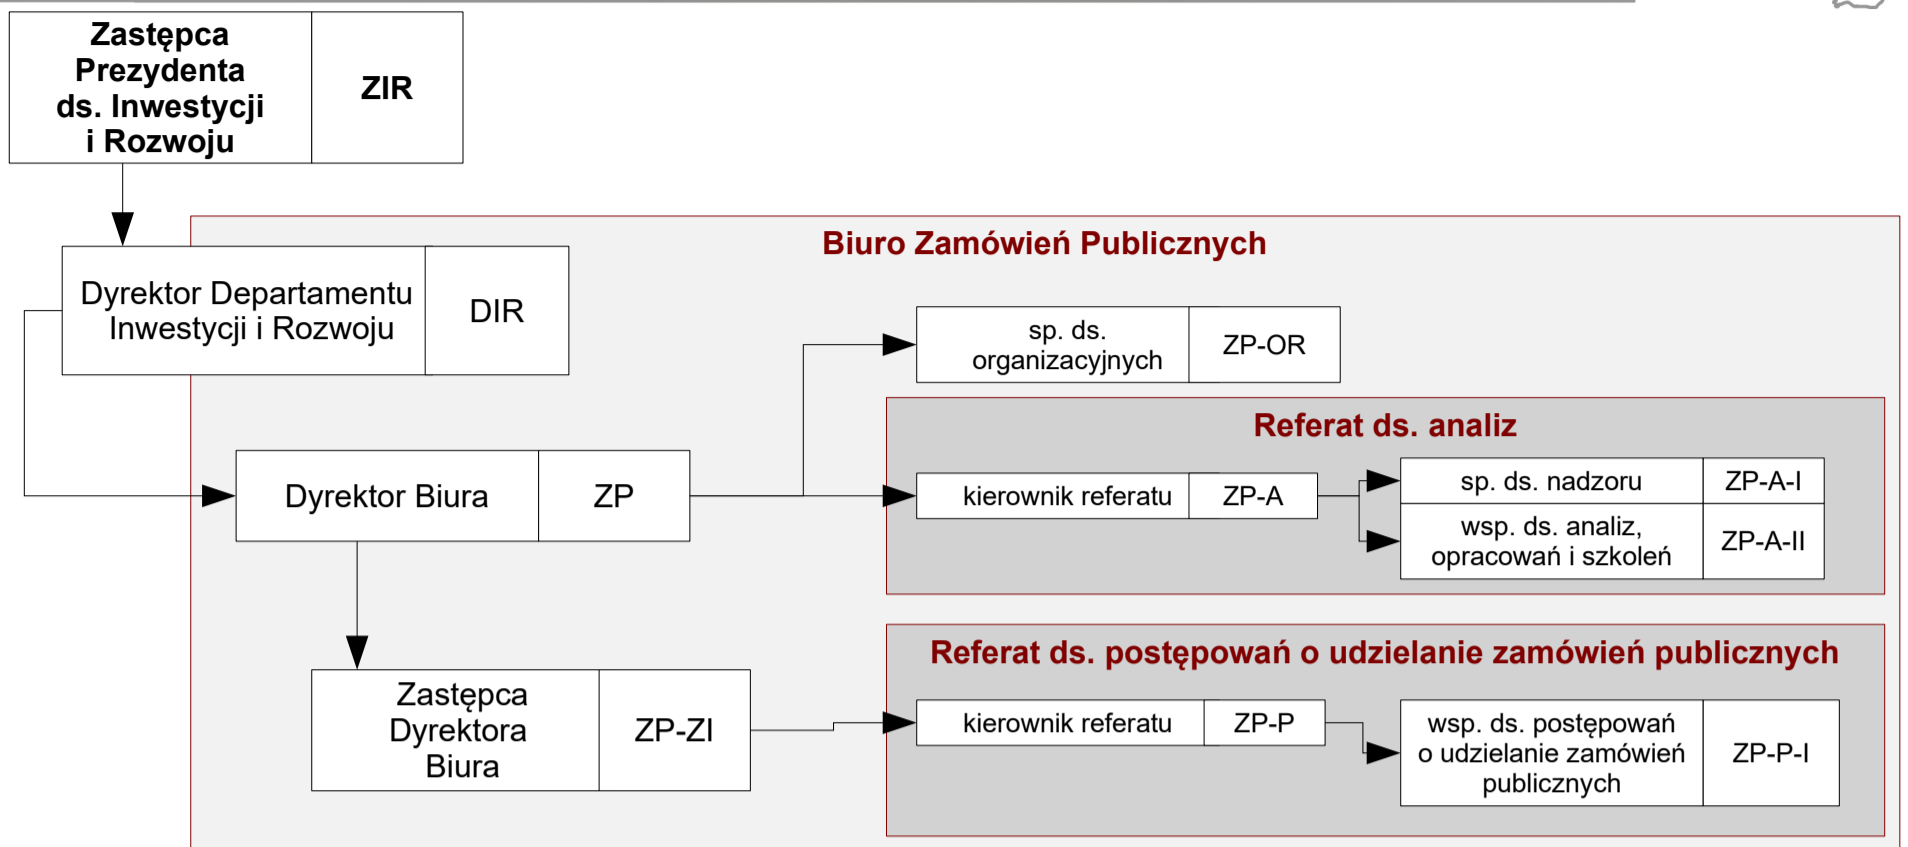 Zastępca
Prezydenta
ds. Inwestycji
i Rozwoju
ZIR
Biuro Zamówień Publicznych
Dyrektor Departamentu
Inwestycji i Rozwoju
DIR
sp. ds.
organizacyjnych
ZP-OR
Referat ds. analiz
Dyrektor Biura
ZP
kierownik referatu
ZP-A
sp. ds. nadzoru
ZP-A-I
wsp. ds. analiz,
opracowań i szkoleń
ZP-A-II
Referat ds. postępowań o udzielanie zamówień publicznych
Zastępca
Dyrektora
Biura
ZP-ZI
kierownik referatu
ZP-P
wsp. ds. postępowań
o udzielanie zamówień
publicznych
ZP-P-I